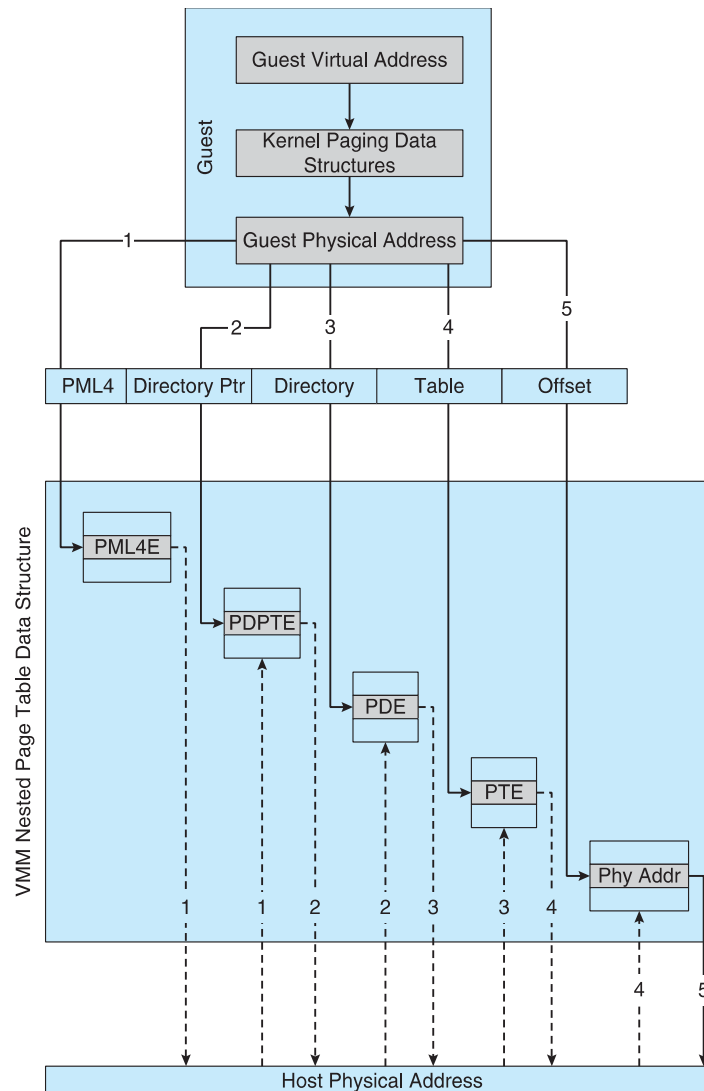 Guest Virtual Address
Kernel Paging Data
Structures
Guest
Guest Physical Address
1
2
3
4
5
PML4
Directory Ptr
Directory
Table
Offset
VMM Nested Page Table Data Structure
PML4E
PDPTE
PDE
PTE
Phy Addr
1
1
2
2
3
3
4
4
5
Host Physical Address